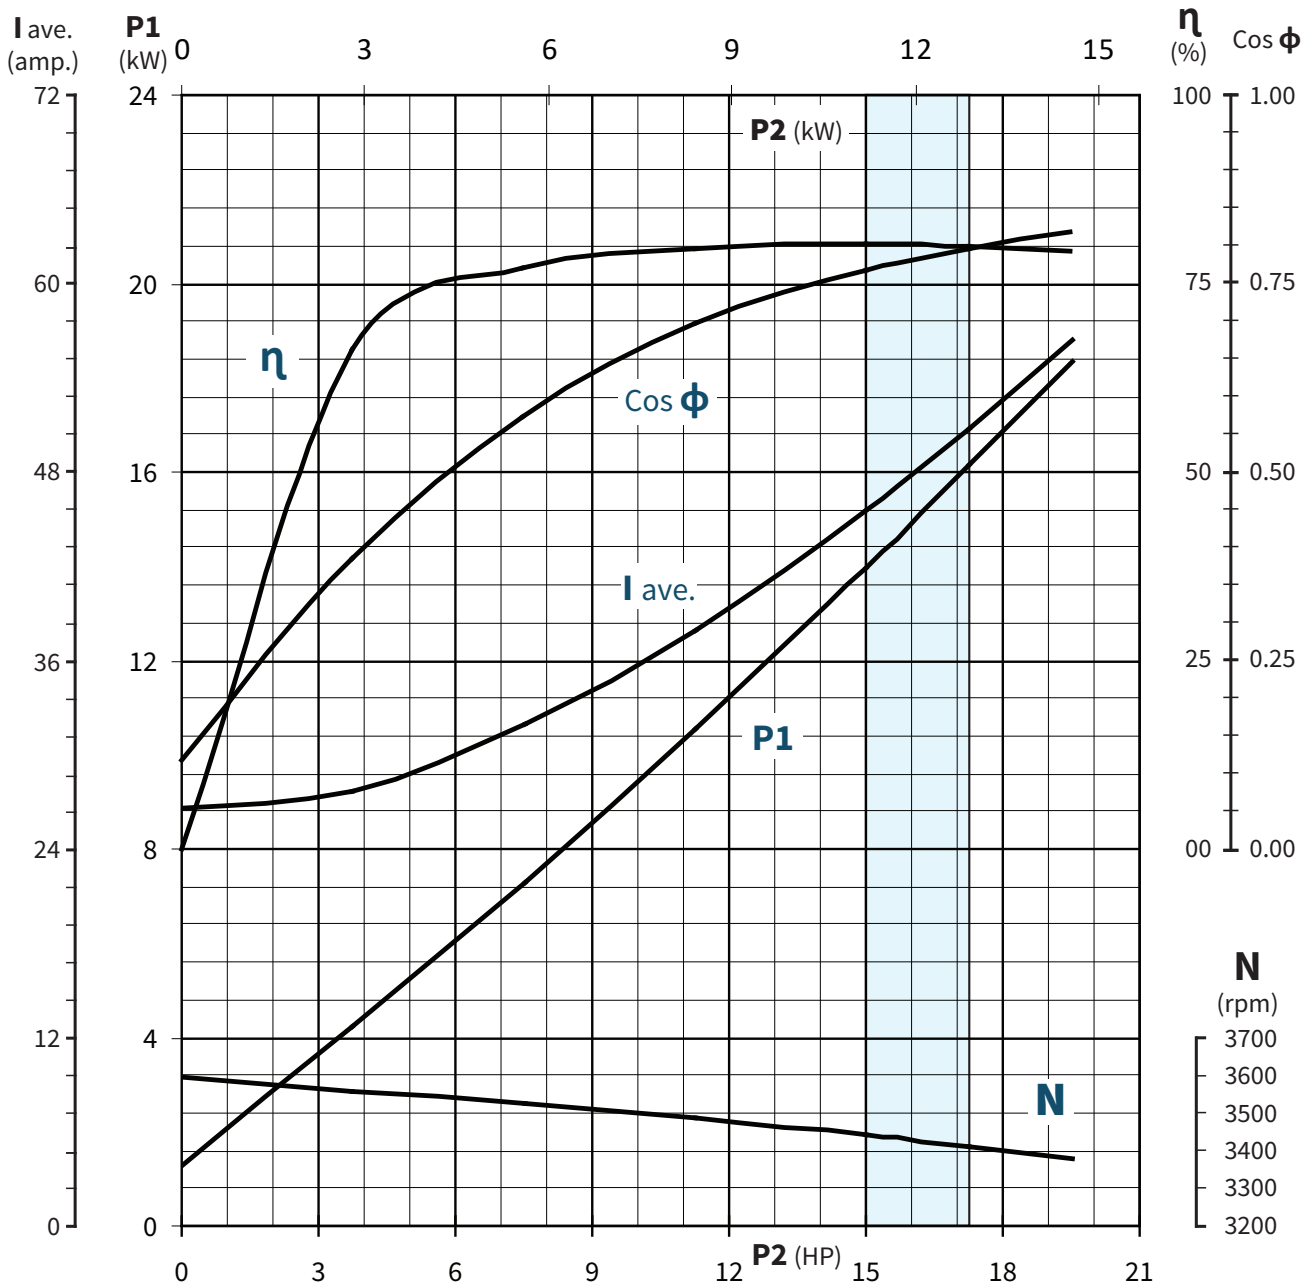 I ave.
(amp.)
P1
(kW)
0 3 6 9 12 15
η
(%)
Cos ϕ
72
24
100
1.00
P2 (kW)
60
20
75
0.75
η
Cos ϕ
48
16
50
0.50
I ave.
36
12
25
0.25
P1
24
8
00
0.00
N
(rpm)
12
4
3700
3600
N
3500
3400
3300
0
0
3200
P2 (HP)
0 3 6 9 12 15 18 21